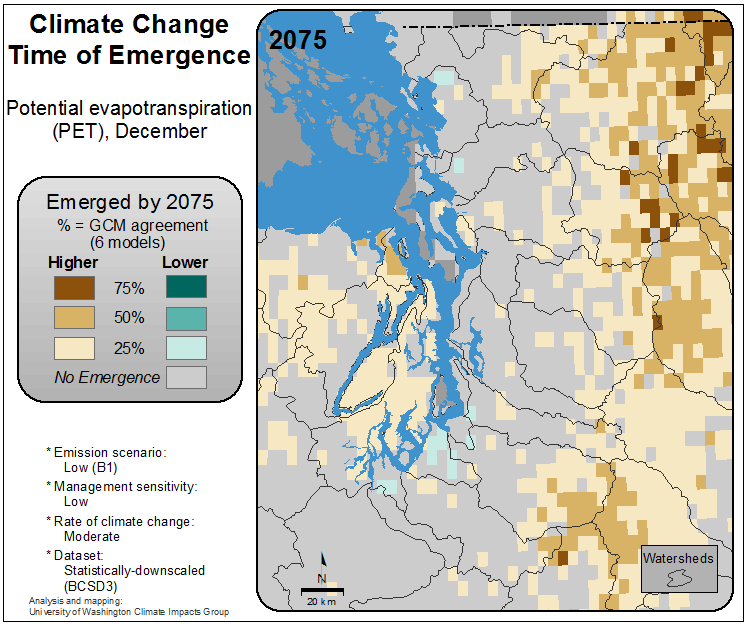 Climate Change
Time of Emergence
Potential evapotranspiration
(PET), December
Emerged by 2075
% = GCM agreement
(6 models)
Higher Lower
75%
50%
25%
No Emergence
* Emission scenario:
Low (B1)
* Management sensitivity:
Low
* Rate of climate change:
Moderate
* Dataset:
Statistically-downscaled
(BCSD3)
Analysis and mapping:
University of Washington Climate Impacts Group
2075
N
20 km
Watersheds